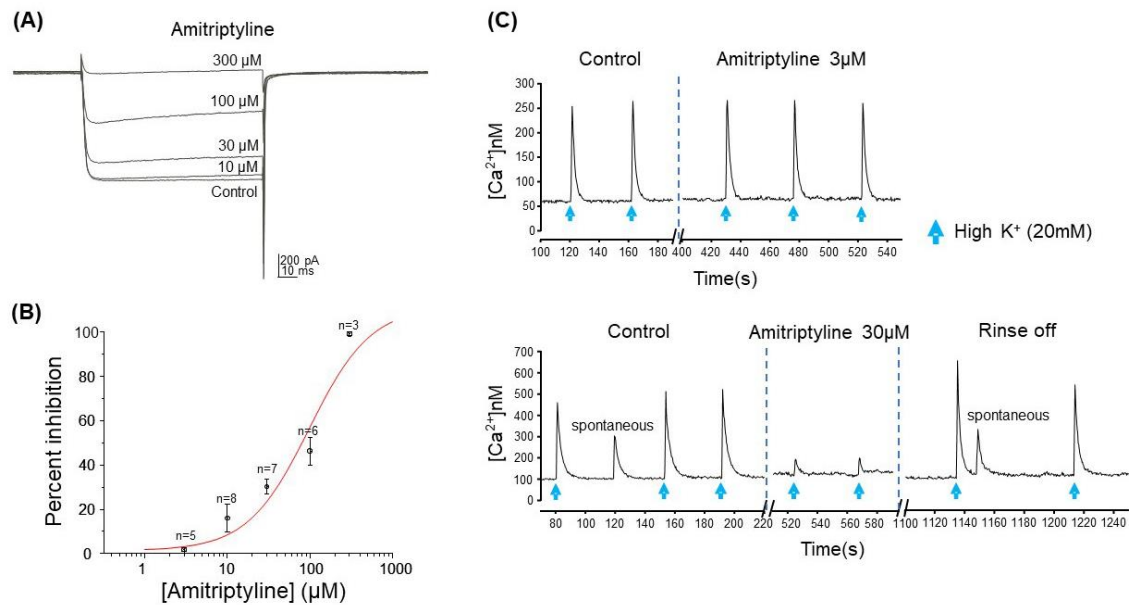 (A)
Amitriptyline
300 µM
100 µM
30 µM
10 µM
Control
200 pA
10 ms
(B)
Percent inhibition
100
80
60
40
20
0
n=3
n=6
n=7
n=8
n=5
1 10 100 1000
[Amitriptyline] (µM)
(C)
Control Amitriptyline 3µM
[Ca²⁺]nM
300
250
200
150
100
50
0
100 120 140 160 180 400 420 440 460 480 500 520 540
Time(s)
High K⁺ (20mM)
Control Amitriptyline 30µM Rinse off
[Ca²⁺]nM
700
600
500
400
300
200
100
0
spontaneous
spontaneous
80 120 160 200 220 520 560 580 1100 1120 1140 1160 1180 1200 1220 1240
Time(s)